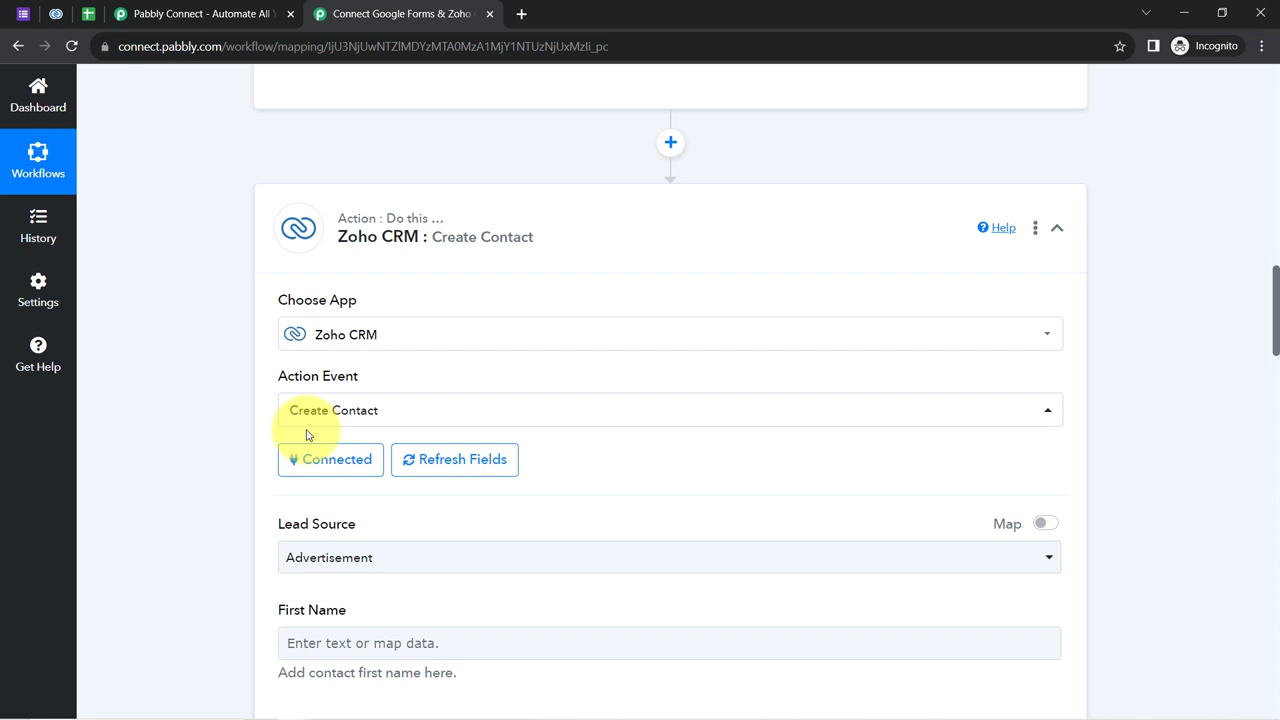 Pabbly Connect - Automate All
Connect Google Forms & Zoho
connect.pabbly.com/workflow/mapping/IjU3NjUwNTZlMDYzMTA0MzA1MjY1NTUzNjUxMzIi_pc
Incognito
Dashboard
Workflows
History
Settings
Get Help
Action : Do this ...
Zoho CRM : Create Contact
Help
Choose App
Zoho CRM
Action Event
Create Contact
Connected
Refresh Fields
Lead Source
Map
Advertisement
First Name
Enter text or map data.
Add contact first name here.